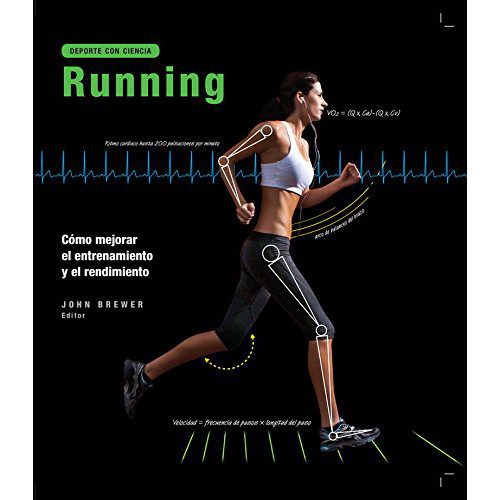 DEPORTE CON CIENCIA
Running
VO₂ = (Q x Ca)-(Q x Cv)
Ritmo cardíaco hasta 200 pulsaciones por minuto
arco de balanceo del brazo
Cómo mejorar
el entrenamiento
y el rendimiento
JOHN BREWER
Editor
Velocidad = frecuencia de pasos x longitud del paso